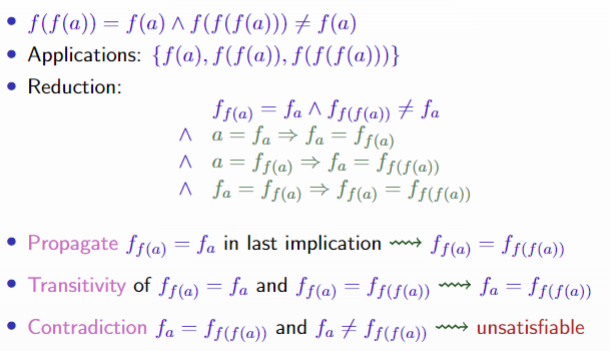 • f(f(a)) = f(a) ∧ f(f(f(a))) ≠ f(a)
• Applications: {f(a), f(f(a)), f(f(f(a)))}
• Reduction:
f_{f(a)} = f_a ∧ f_{f(f(a))} ≠ f_a
∧ a = f_a ⇒ f_a = f_{f(a)}
∧ a = f_{f(a)} ⇒ f_a = f_{f(f(a))}
∧ f_a = f_{f(a)} ⇒ f_{f(a)} = f_{f(f(a))}
• Propagate f_{f(a)} = f_a in last implication ⟿ f_{f(a)} = f_{f(f(a))}
• Transitivity of f_{f(a)} = f_a and f_{f(a)} = f_{f(f(a))} ⟿ f_a = f_{f(f(a))}
• Contradiction f_a = f_{f(f(a))} and f_a ≠ f_{f(f(a))} ⟿ unsatisfiable